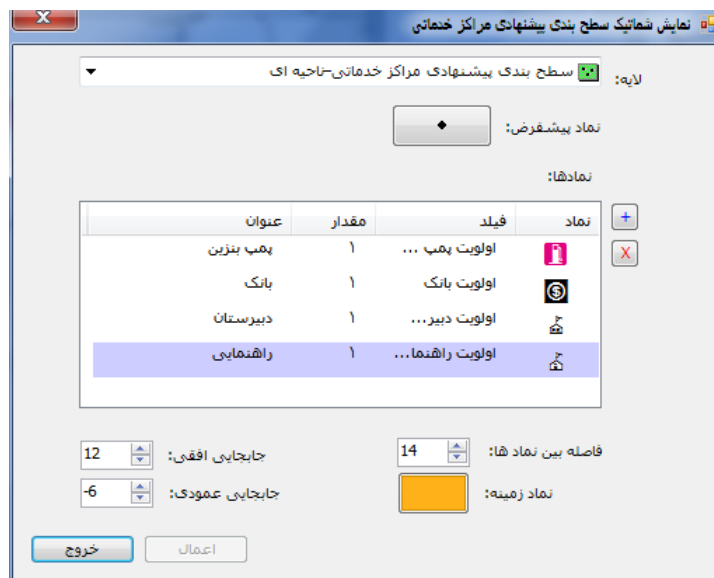 نمایش شماتیک سطح بندی پیشنهادی مراکز خدماتی
لایه: سطح بندی پیشنهادی مراکز خدماتی-ناحیه ای
نماد پیشفرض:
نمادها:
نماد فیلد مقدار عنوان
اولویت پمپ ... ۱ پمپ بنزین
اولویت بانک ۱ بانک
اولویت دبیر... ۱ دبیرستان
اولویت راهنما... ۱ راهنمایی
فاصله بین نماد ها: 14 جابجایی افقی: 12
نماد زمینه: جابجایی عمودی: -6
اعمال خروج